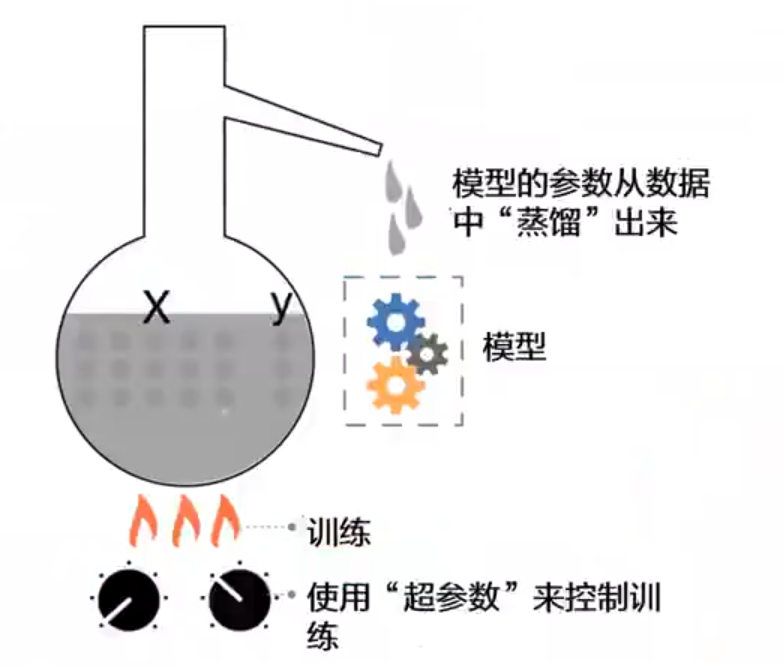 模型的参数从数据
中“蒸馏”出来
X y
模型
训练
使用“超参数”来控制训
练